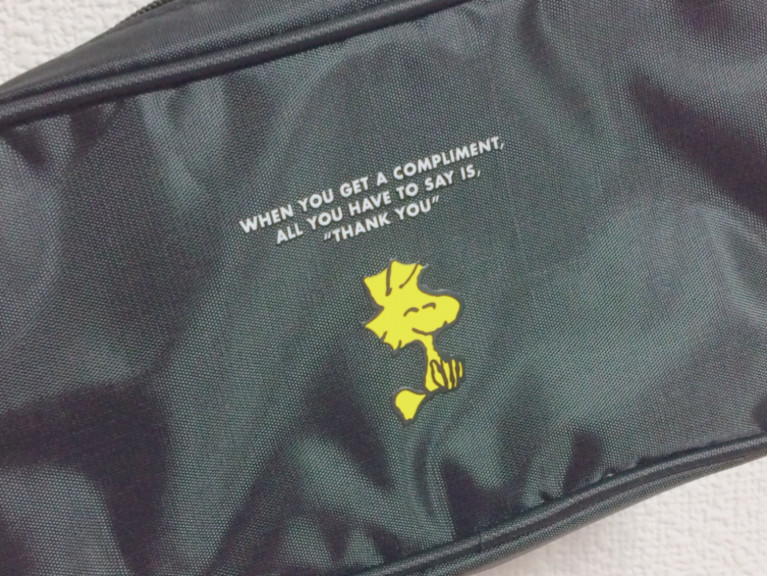 WHEN YOU GET A COMPLIMENT,
ALL YOU HAVE TO SAY IS,
"THANK YOU"